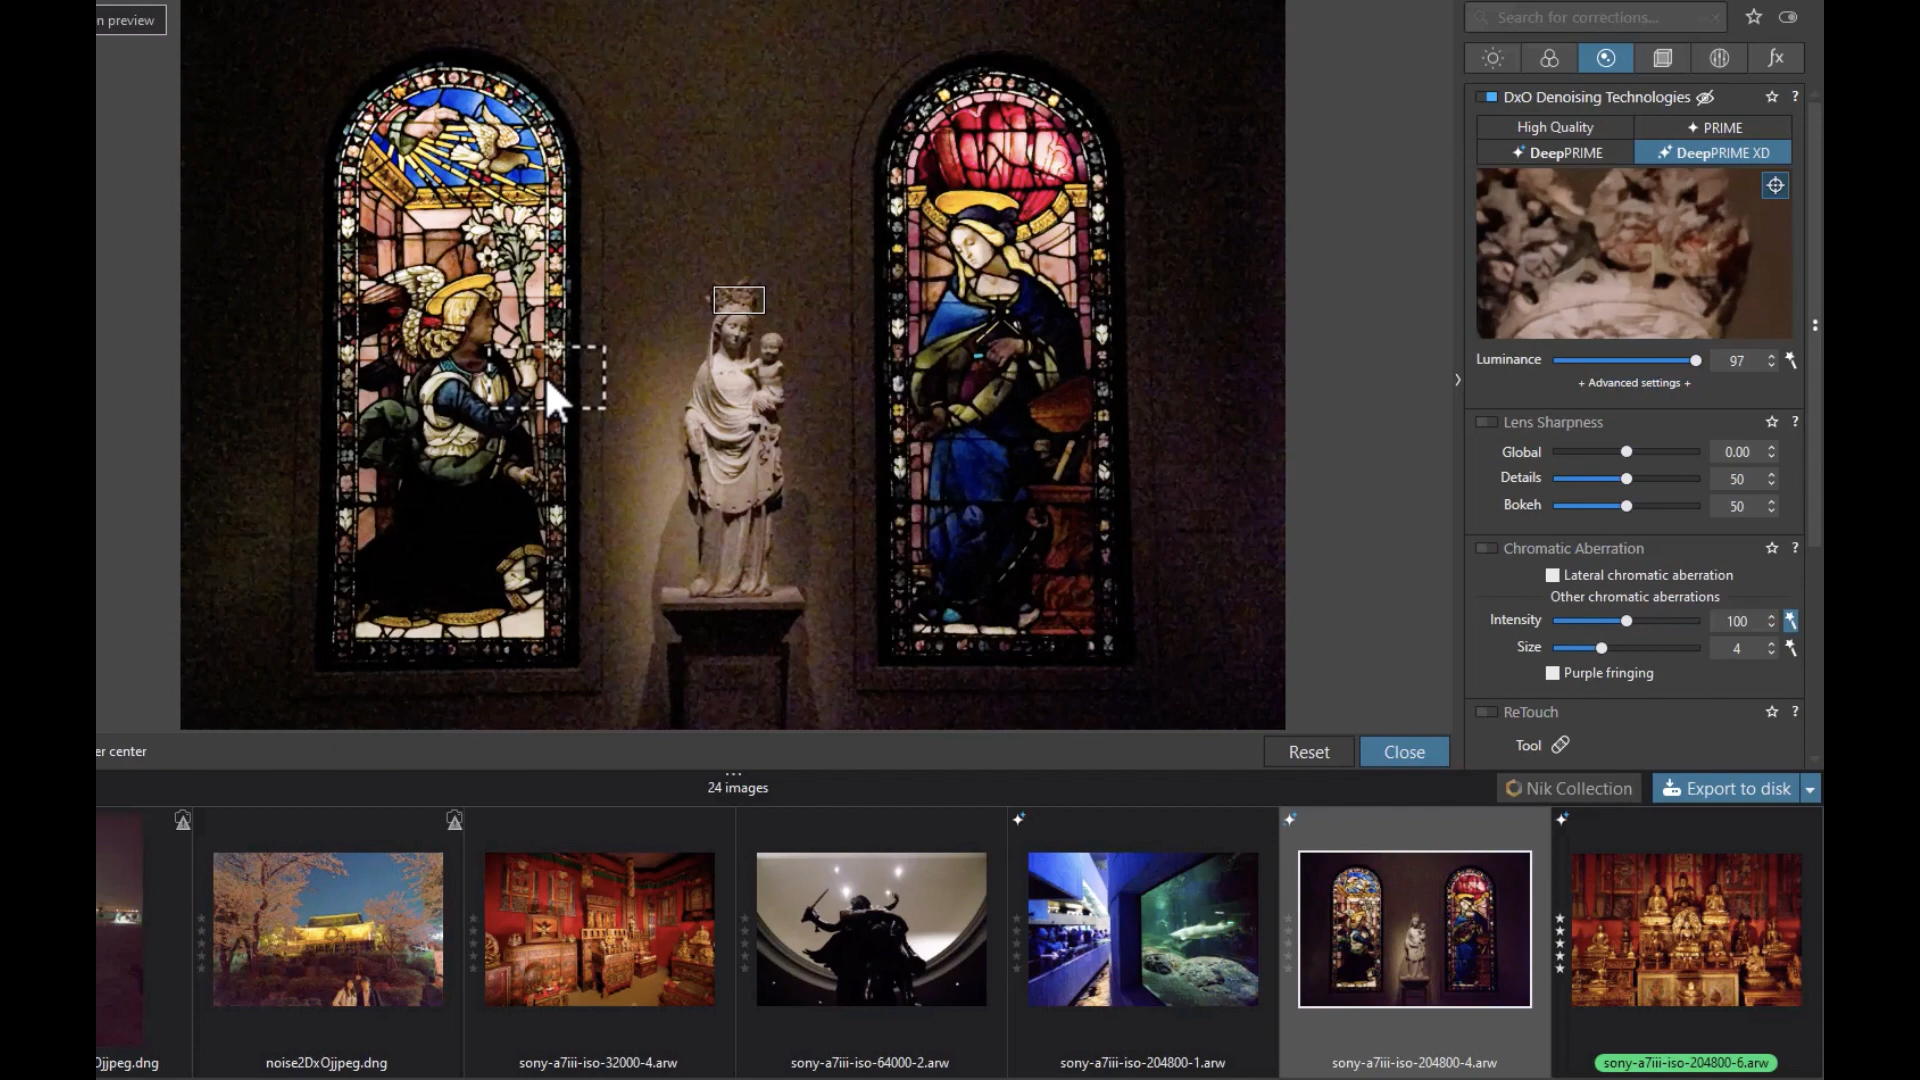 n preview
Search for corrections...
fx
DxO Denoising Technologies
?
High Quality
PRIME
DeepPRIME
DeepPRIME XD
Luminance
97
+ Advanced settings +
Lens Sharpness
?
Global
0.00
Details
50
Bokeh
50
Chromatic Aberration
?
Lateral chromatic aberration
Other chromatic aberrations
Intensity
100
Size
4
Purple fringing
ReTouch
?
Tool
er center
Reset
Close
24 images
Nik Collection
Export to disk
Ojjpeg.dng
noise2DxOjjpeg.dng
sony-a7iii-iso-32000-4.arw
sony-a7iii-iso-64000-2.arw
sony-a7iii-iso-204800-1.arw
sony-a7iii-iso-204800-4.arw
sony-a7iii-iso-204800-6.arw